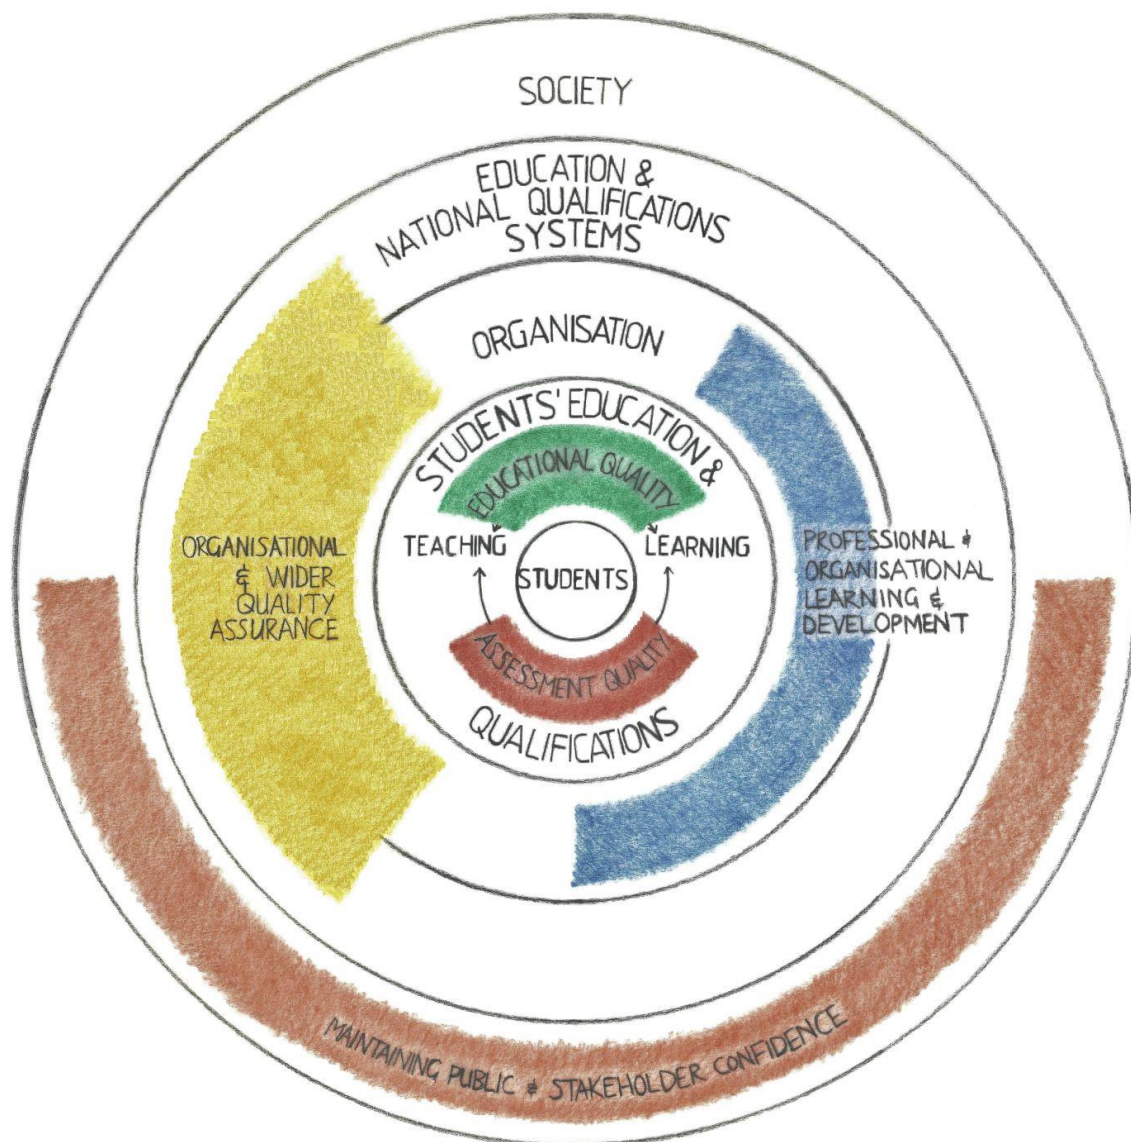 SOCIETY
EDUCATION &
NATIONAL QUALIFICATIONS
SYSTEMS
ORGANISATION
STUDENTS' EDUCATION &
EDUCATIONAL QUALITY
TEACHING
LEARNING
STUDENTS
ASSESSMENT QUALITY
QUALIFICATIONS
ORGANISATIONAL
& WIDER
QUALITY
ASSURANCE
PROFESSIONAL &
ORGANISATIONAL
LEARNING &
DEVELOPMENT
MAINTAINING PUBLIC & STAKEHOLDER CONFIDENCE